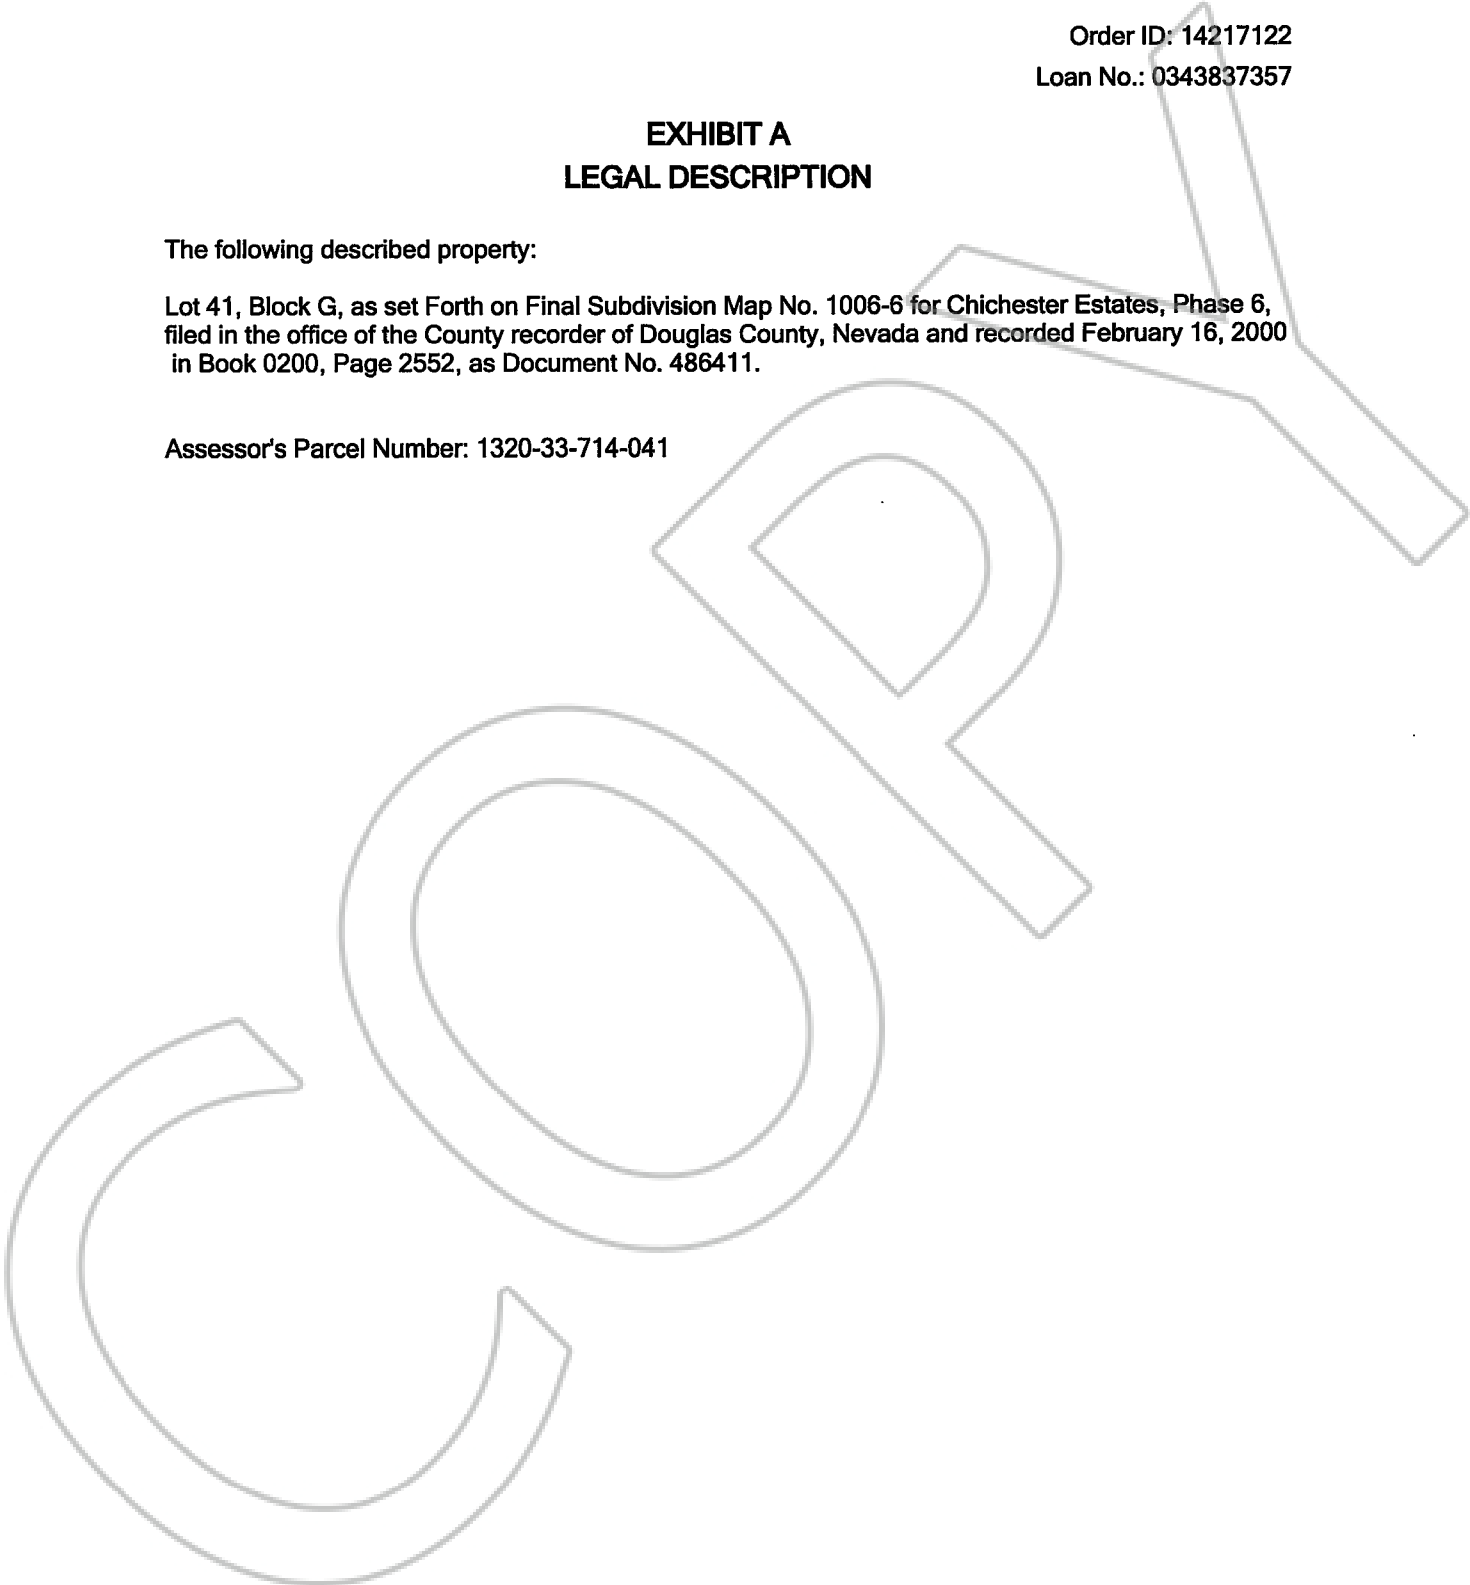 Order ID: 14217122
Loan No.: 0343837357
EXHIBIT A
LEGAL DESCRIPTION
The following described property:
Lot 41, Block G, as set Forth on Final Subdivision Map No. 1006-6 for Chichester Estates, Phase 6,
filed in the office of the County recorder of Douglas County, Nevada and recorded February 16, 2000
in Book 0200, Page 2552, as Document No. 486411.
Assessor's Parcel Number: 1320-33-714-041
COPY